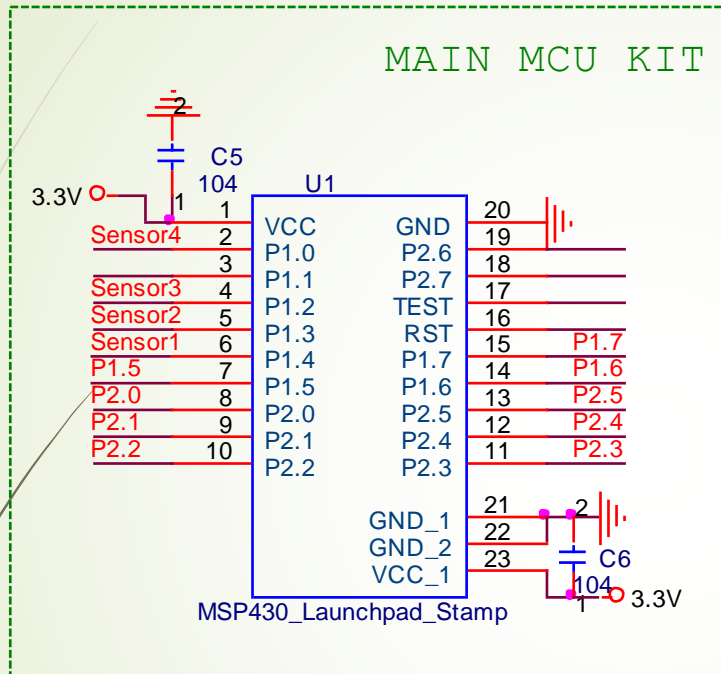 MAIN MCU KIT
2
C5
104
3.3V
1
U1
1 VCC GND 20
Sensor4 2 P1.0 P2.6 19
3 P1.1 P2.7 18
Sensor3 4 P1.2 TEST 17
Sensor2 5 P1.3 RST 16
Sensor1 6 P1.4 P1.7 15 P1.7
P1.5 7 P1.5 P1.6 14 P1.6
P2.0 8 P2.0 P2.5 13 P2.5
P2.1 9 P2.1 P2.4 12 P2.4
P2.2 10 P2.2 P2.3 11 P2.3
GND_1 21 2
GND_2 22
C6
VCC_1 23
104
1
3.3V
MSP430_Launchpad_Stamp